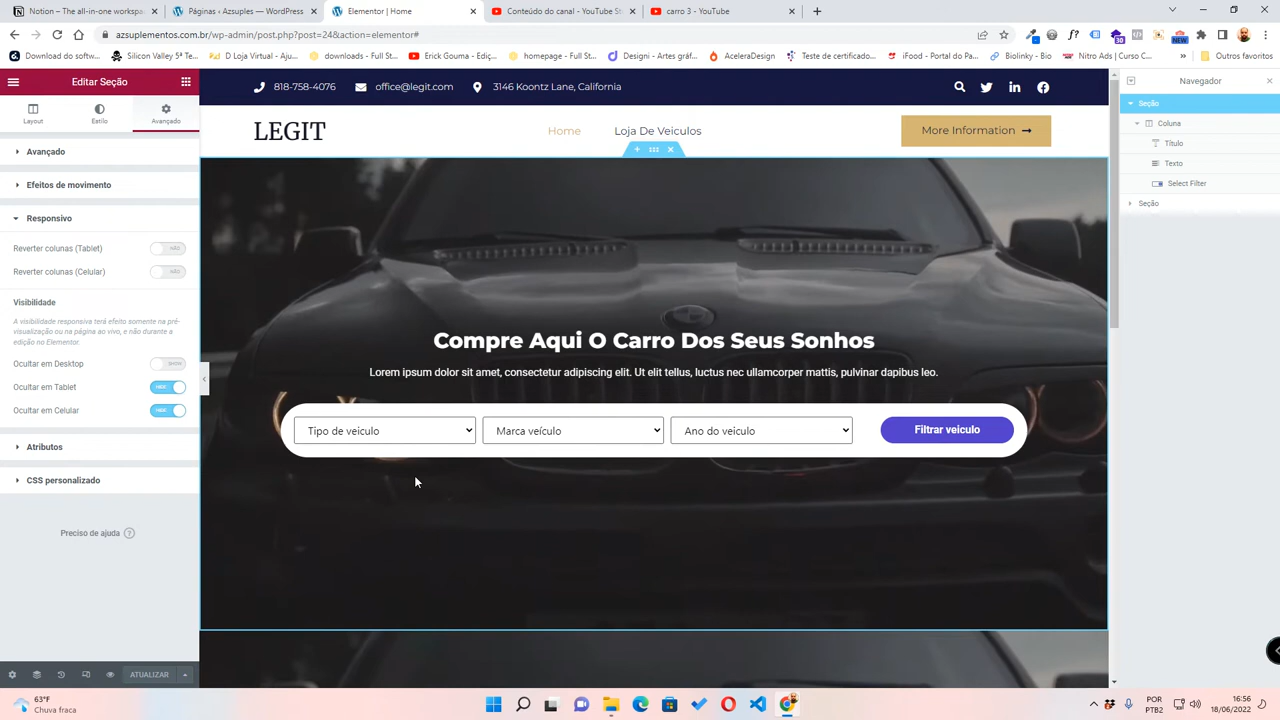 Notion – The all-in-one workspa
Páginas ‹ Azsuples — WordPress
Elementor | Home
Conteúdo do canal - YouTube St
carro 3 - YouTube
azsuplementos.com.br/wp-admin/post.php?post=24&action=elementor#
Download do softw...
Silicon Valley 5ª Te...
D Loja Virtual - Ajus...
downloads - Full St...
Erick Gouma - Edico...
homepage - Full St...
Designi - Artes gráf...
AceleraDesign
Teste de certificado...
iFood - Portal do Pa...
Biolinky - Bio
Nitro Ads | Curso C...
»
Outros favoritos
Editar Seção
Layout
Estilo
Avançado
Avançado
Efeitos de movimento
Responsivo
Reverter colunas (Tablet)
NÃO
Reverter colunas (Celular)
NÃO
Visibilidade
A visibilidade responsiva terá efeito somente na pré-
visualização ou na página ao vivo, e não durante a
edição no Elementor.
Ocultar em Desktop
SHOW
Ocultar em Tablet
HIDE
Ocultar em Celular
HIDE
Atributos
CSS personalizado
Preciso de ajuda
ATUALIZAR
818-758-4076
office@legit.com
3146 Koontz Lane, California
LEGIT
Home
Loja De Veiculos
More Information
Compre Aqui O Carro Dos Seus Sonhos
Lorem ipsum dolor sit amet, consectetur adipiscing elit. Ut elit tellus, luctus nec ullamcorper mattis, pulvinar dapibus leo.
Tipo de veiculo
Marca veículo
Ano do veiculo
Filtrar veiculo
Navegador
Seção
Coluna
Título
Texto
Select Filter
Seção
63°F
Chuva fraca
POR
PTB2
16:56
18/06/2022